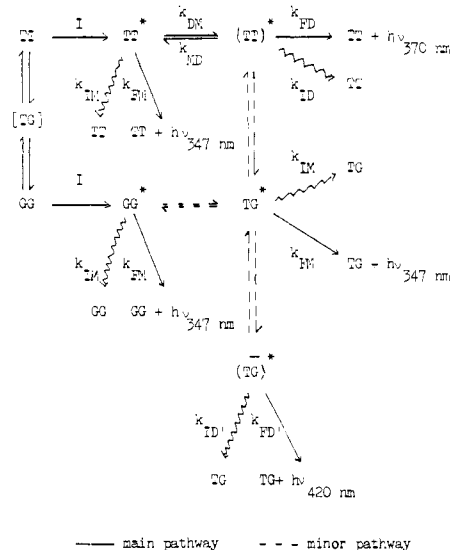 I k_DM k_FD
TT TT* (TT)* TT + hν 370 nm
k_MD
k_IM k_FM k_ID TT
[TG] TT TT + hν 347 nm
k_IM TG
I
GG GG* TG*
k_IM k_FM k_FM TG + hν 347 nm
GG GG + hν 347 nm
(TG)*
k_ID' k_FD'
TG TG+ hν 420 nm
main pathway minor pathway